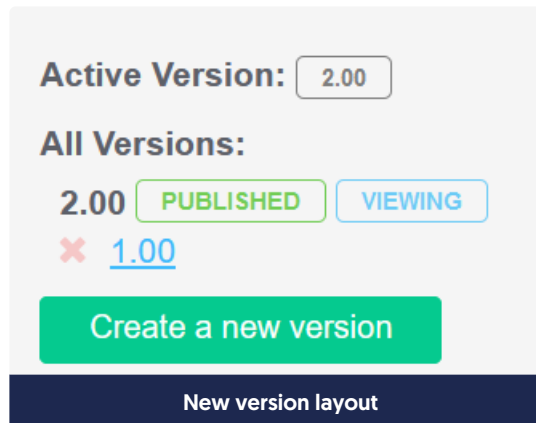 Active Version: 2.00
All Versions:
2.00 PUBLISHED VIEWING
1.00
Create a new version
New version layout